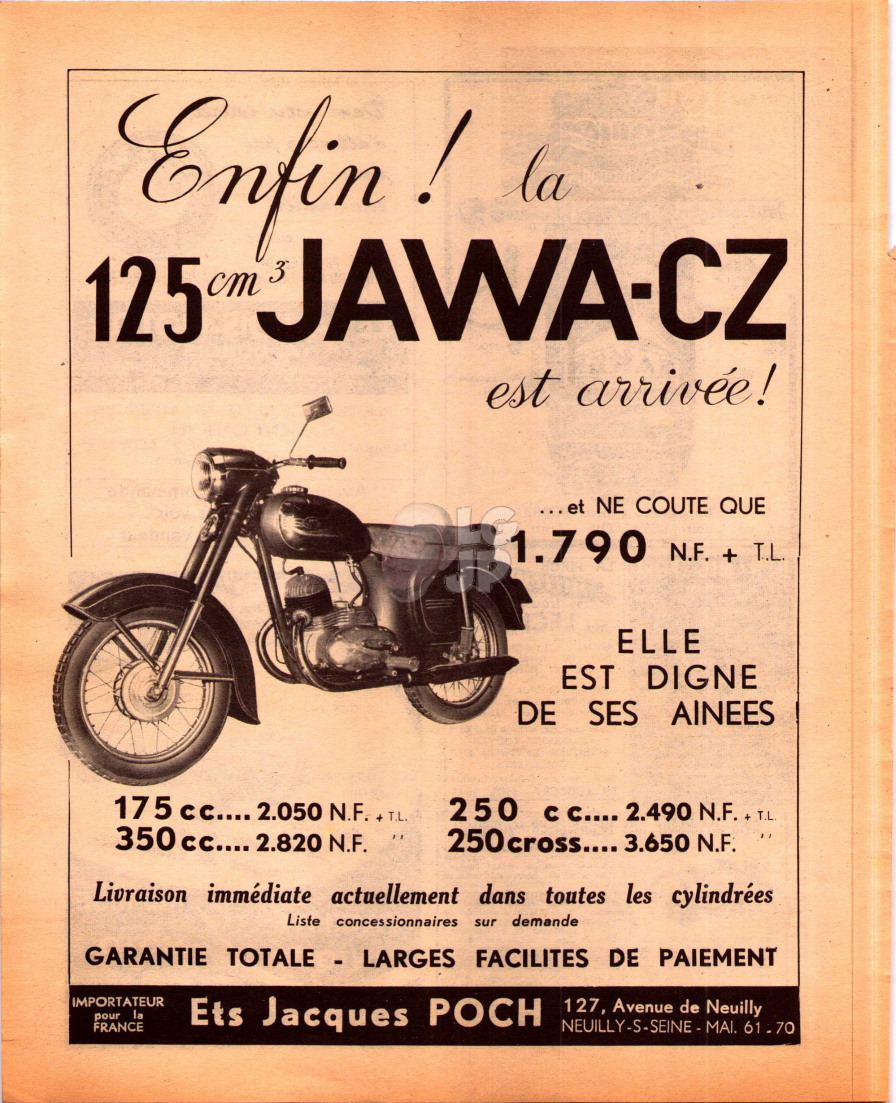 Enfin ! la
125 cm³ JAWA-CZ
est arrivée !
...et NE COUTE QUE
1.790 N.F. + T.L.
LG
JP
ELLE
EST DIGNE
DE SES AINEES !
175 cc.... 2.050 N.F. + T.L.
350 cc.... 2.820 N.F. ''
250 cc.... 2.490 N.F. + T.L.
250 cross.... 3.650 N.F. ''
Livraison immédiate actuellement dans toutes les cylindrées
Liste concessionnaires sur demande
GARANTIE TOTALE - LARGES FACILITES DE PAIEMENT
IMPORTATEUR
pour la
FRANCE
Ets Jacques POCH
127, Avenue de Neuilly
NEUILLY-S-SEINE - MAI. 61-70